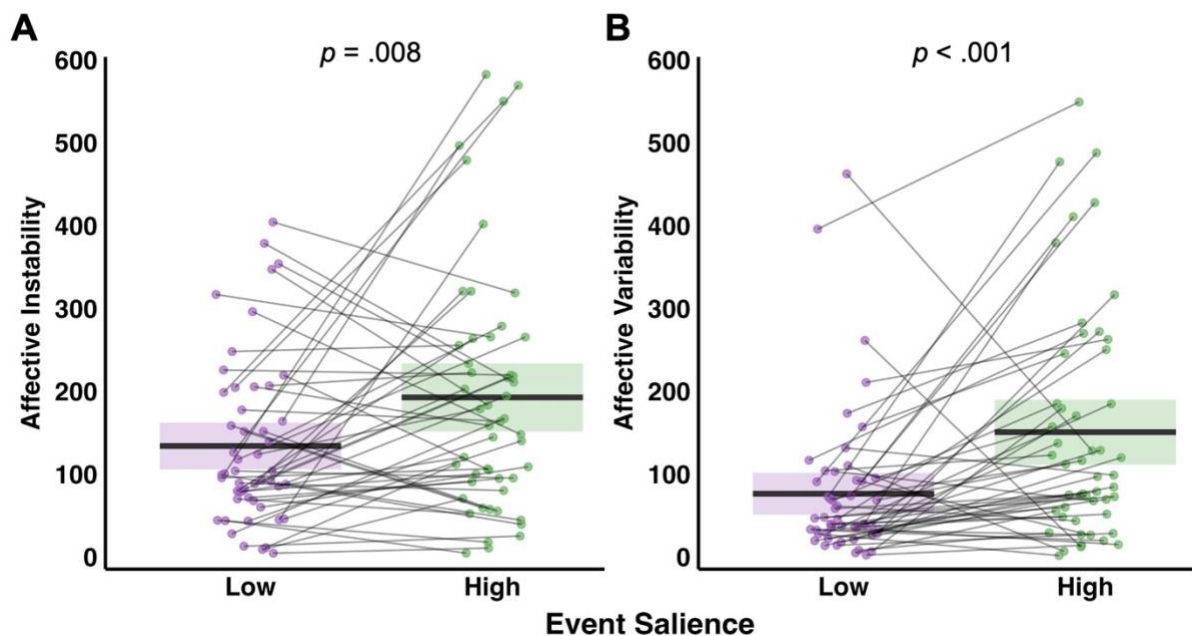 A
p = .008
600
500
400
300
200
100
0
Affective Instability
Low
High
B
p < .001
600
500
400
300
200
100
0
Affective Variability
Low
High
Event Salience